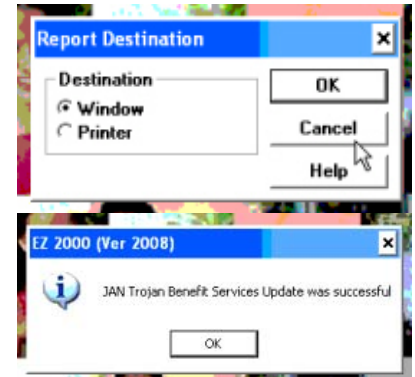 Report Destination
Destination
Window
Printer
OK
Cancel
Help
EZ 2000 (Ver 2008)
JAN Trojan Benefit Services Update was successful
OK